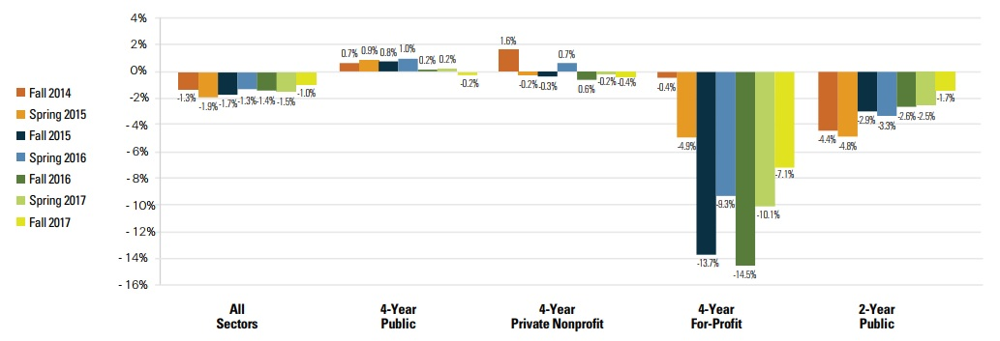 4%
2%
0%
-2%
- 4%
- 6%
- 8%
- 10%
- 12%
- 14%
- 16%
Fall 2014
Spring 2015
Fall 2015
Spring 2016
Fall 2016
Spring 2017
Fall 2017
-1.3%
-1.9%
-1.7%
-1.3%
-1.4%
-1.5%
-1.0%
0.7%
0.9%
0.8%
1.0%
0.2%
0.2%
-0.2%
1.6%
-0.2%
-0.3%
0.7%
0.6%
-0.2%
-0.4%
-0.4%
-4.9%
-13.7%
-9.3%
-14.5%
-10.1%
-7.1%
-4.4%
-4.8%
-2.9%
-3.3%
-2.6%
-2.5%
-1.7%
All
Sectors
4-Year
Public
4-Year
Private Nonprofit
4-Year
For-Profit
2-Year
Public